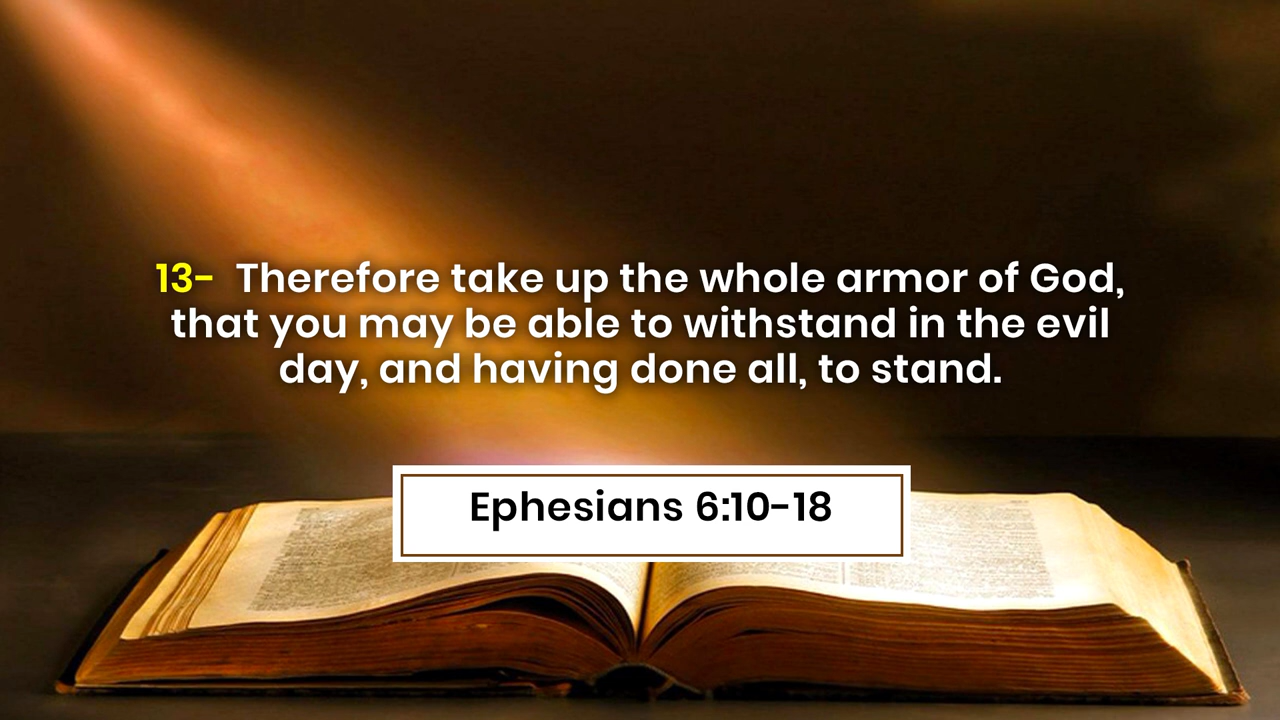 13- Therefore take up the whole armor of God,
that you may be able to withstand in the evil
day, and having done all, to stand.
Ephesians 6:10-18